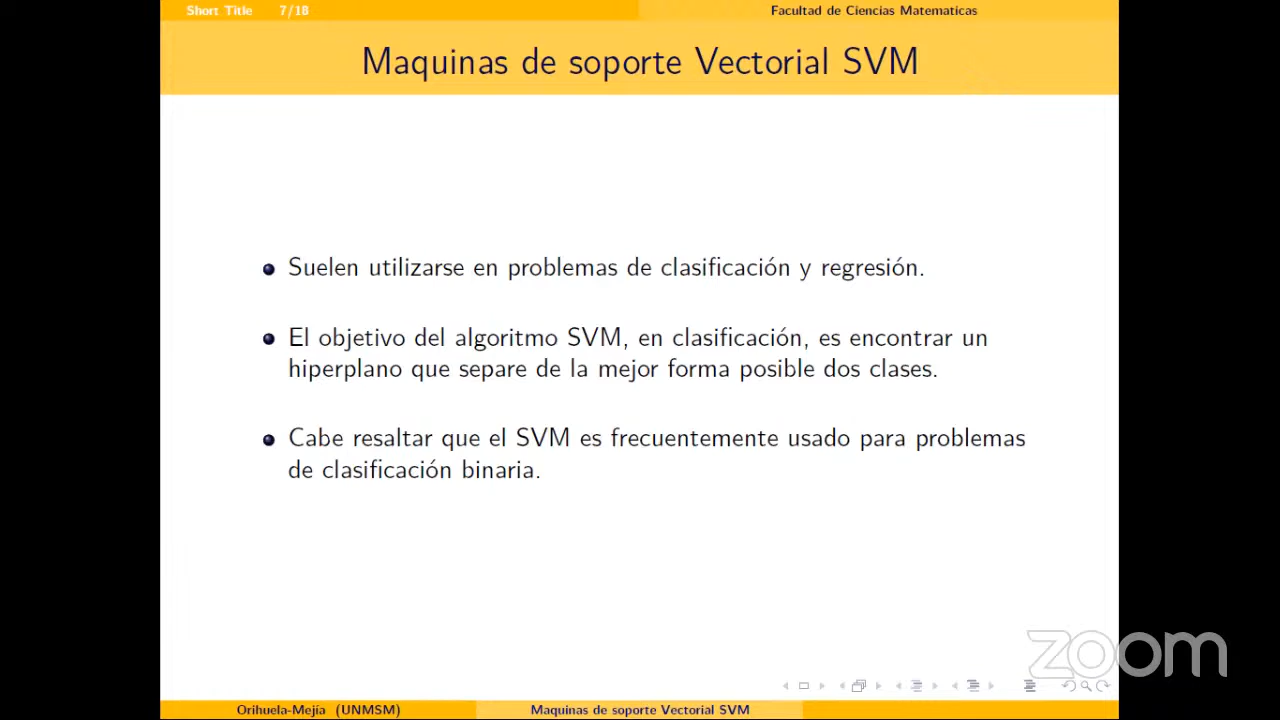 Short Title 7/18 Facultad de Ciencias Matematicas
Maquinas de soporte Vectorial SVM
Suelen utilizarse en problemas de clasificación y regresión.
El objetivo del algoritmo SVM, en clasificación, es encontrar un
hiperplano que separe de la mejor forma posible dos clases.
Cabe resaltar que el SVM es frecuentemente usado para problemas
de clasificación binaria.
zoom
Orihuela-Mejía (UNMSM) Maquinas de soporte Vectorial SVM